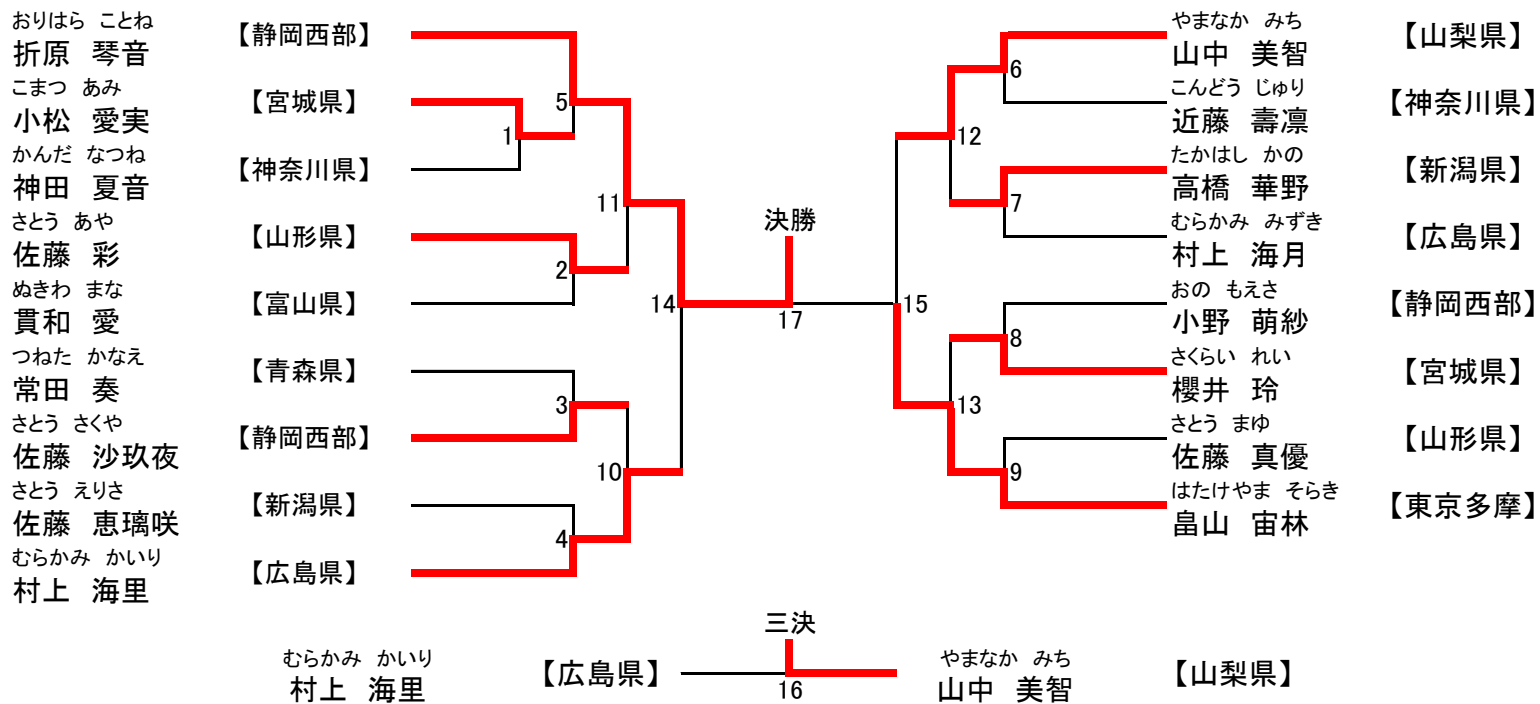 おりはら ことね
折原 琴音
【静岡西部】
こまつ あみ
小松 愛実
【宮城県】
かんだ なつね
神田 夏音
【神奈川県】
さとう あや
佐藤 彩
【山形県】
ぬきわ まな
貫和 愛
【富山県】
つねた かなえ
常田 奏
【青森県】
さとう さくや
佐藤 沙玖夜
【静岡西部】
さとう えりさ
佐藤 恵璃咲
【新潟県】
むらかみ かいり
村上 海里
【広島県】
1
5
2
11
3
4
10
14
決勝
17
15
12
6
7
8
13
9
やまなか みち
山中 美智
【山梨県】
こんどう じゅり
近藤 壽凛
【神奈川県】
たかはし かの
高橋 華野
【新潟県】
むらかみ みずき
村上 海月
【広島県】
おの もえさ
小野 萌紗
【静岡西部】
さくらい れい
櫻井 玲
【宮城県】
さとう まゆ
佐藤 真優
【山形県】
はたけやま そらき
畠山 宙林
【東京多摩】
三決
むらかみ かいり
村上 海里
【広島県】
16
やまなか みち
山中 美智
【山梨県】